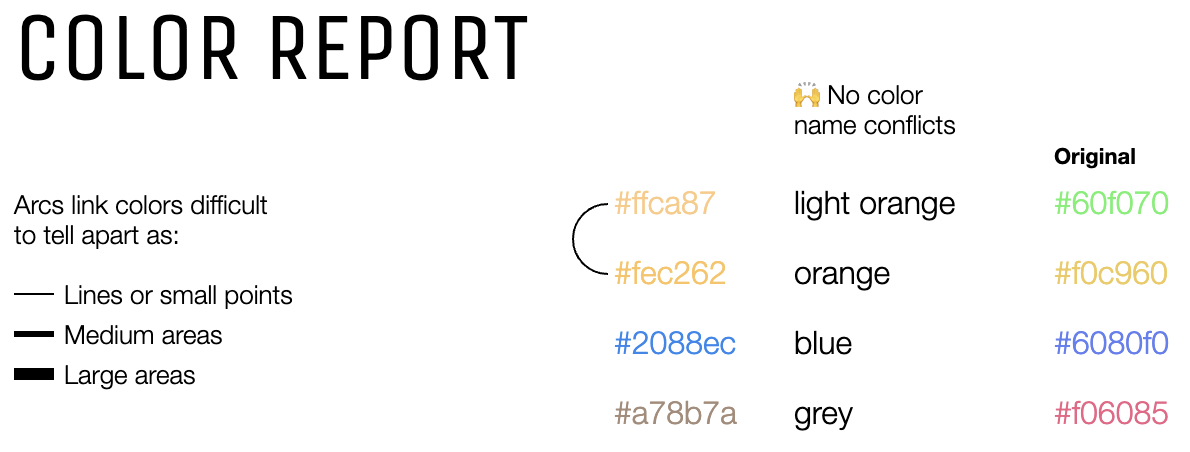 COLOR REPORT
🙌 No color
name conflicts
Original
Arcs link colors difficult
to tell apart as:
Lines or small points
Medium areas
Large areas
#ffca87 light orange #60f070
#fec262 orange #f0c960
#2088ec blue #6080f0
#a78b7a grey #f06085